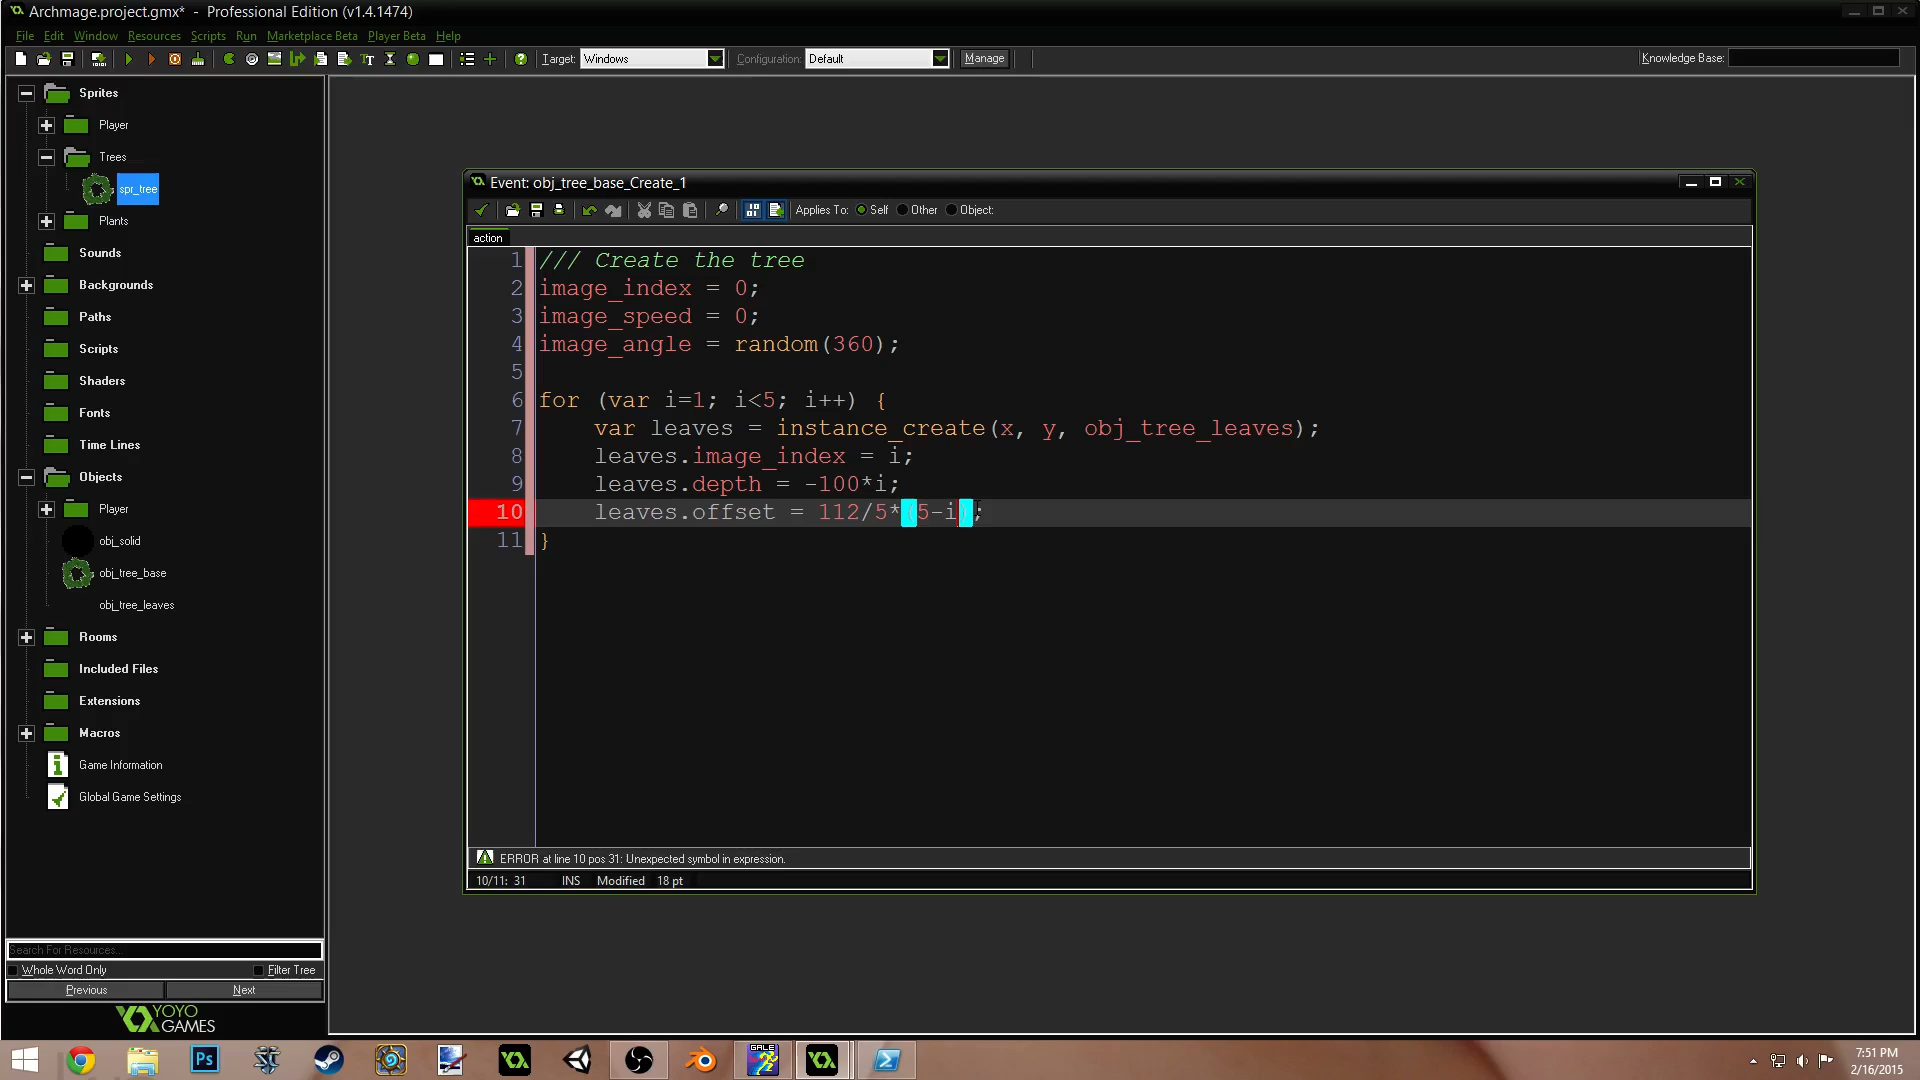 Archmage.project.gmx* - Professional Edition (v1.4.1474)
File Edit Window Resources Scripts Run Marketplace Beta Player Beta Help
Target: Windows Configuration: Default Manage Knowledge Base:
Sprites
Player
Trees
spr_tree
Plants
Sounds
Backgrounds
Paths
Scripts
Shaders
Fonts
Time Lines
Objects
Player
obj_solid
obj_tree_base
obj_tree_leaves
Rooms
Included Files
Extensions
Macros
Game Information
Global Game Settings
Search For Resources...
Whole Word Only Filter Tree
Previous Next
YOYO
GAMES
Event: obj_tree_base_Create_1
Applies To: Self Other Object:
action
1 /// Create the tree
2 image_index = 0;
3 image_speed = 0;
4 image_angle = random(360);
5
6 for (var i=1; i<5; i++) {
7 var leaves = instance_create(x, y, obj_tree_leaves);
8 leaves.image_index = i;
9 leaves.depth = -100*i;
10 leaves.offset = 112/5*(5-i);
11 }
ERROR at line 10 pos 31: Unexpected symbol in expression.
10/11: 31 INS Modified 18 pt
Ps
GALE
7:51 PM
2/16/2015